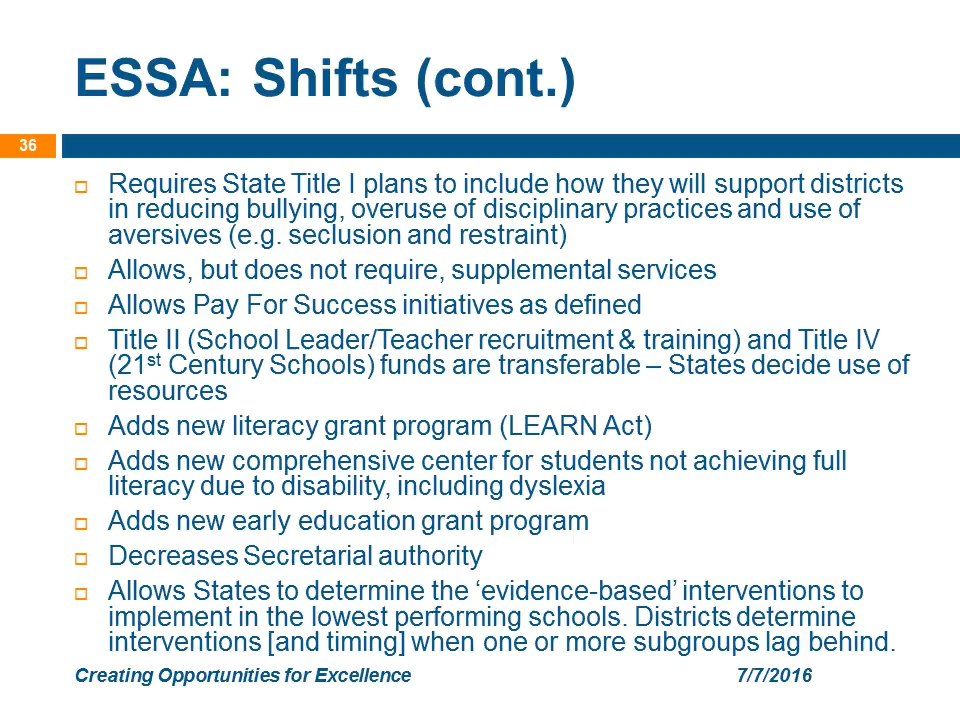 ESSA: Shifts (cont.)
36
Requires State Title I plans to include how they will support districts
in reducing bullying, overuse of disciplinary practices and use of
aversives (e.g. seclusion and restraint)
Allows, but does not require, supplemental services
Allows Pay For Success initiatives as defined
Title II (School Leader/Teacher recruitment & training) and Title IV
(21st Century Schools) funds are transferable – States decide use of
resources
Adds new literacy grant program (LEARN Act)
Adds new comprehensive center for students not achieving full
literacy due to disability, including dyslexia
Adds new early education grant program
Decreases Secretarial authority
Allows States to determine the ‘evidence-based’ interventions to
implement in the lowest performing schools. Districts determine
interventions [and timing] when one or more subgroups lag behind.
Creating Opportunities for Excellence 7/7/2016